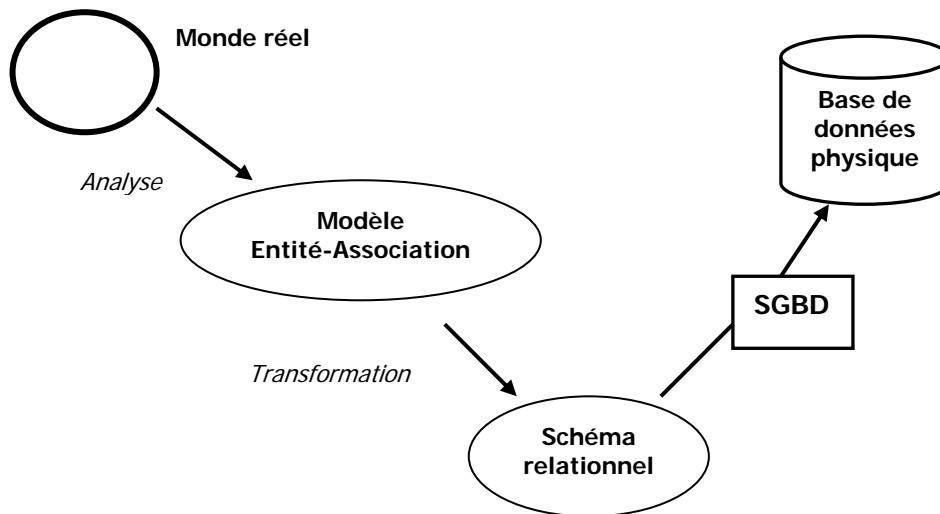 Monde réel
Analyse
Modèle
Entité-Association
Transformation
Schéma
relationnel
SGBD
Base de
données
physique